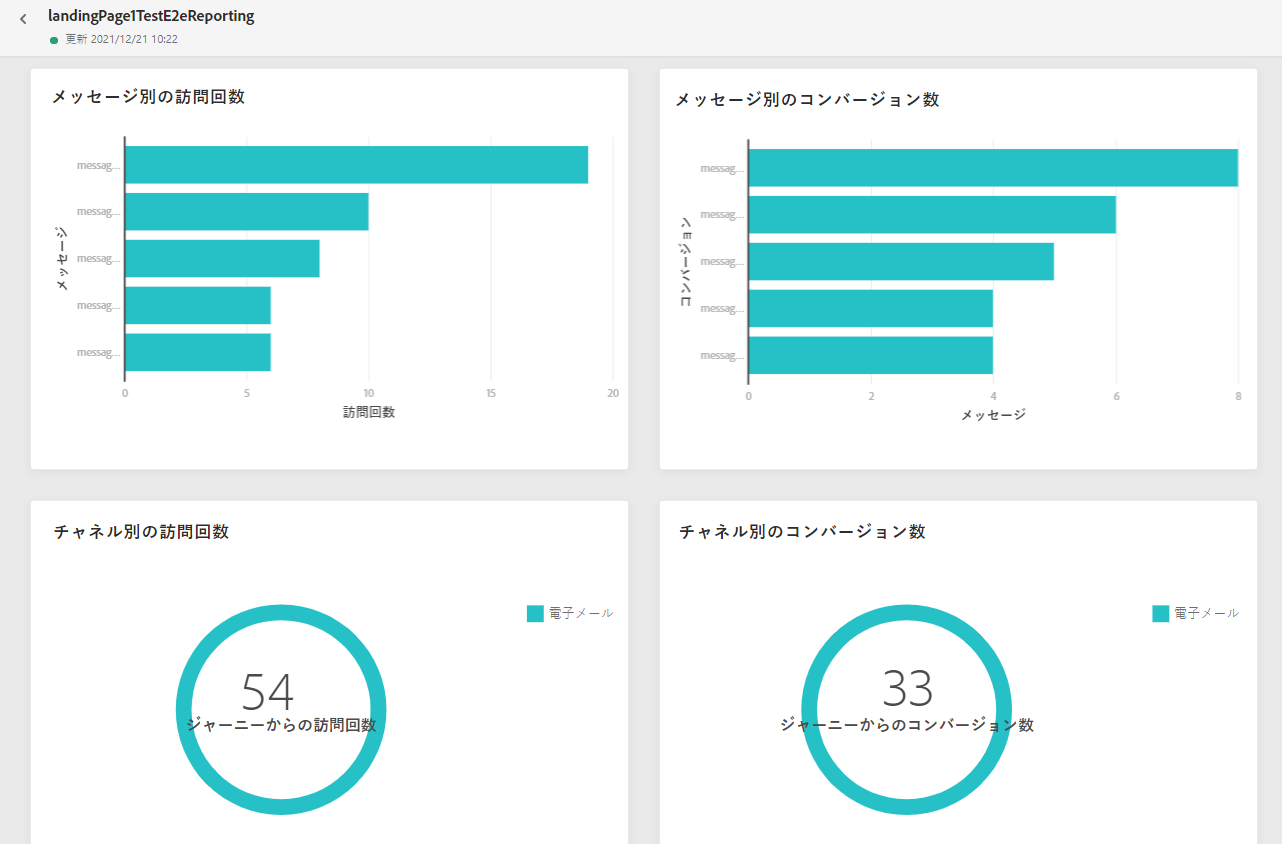 landingPage1TestE2eReporting
更新 2021/12/21 10:22
メッセージ別の訪問回数
メッセージ
messag...
messag...
messag...
messag...
messag...
0 5 10 15 20
訪問回数
メッセージ別のコンバージョン数
コンバージョン
messag...
messag...
messag...
messag...
messag...
0 2 4 6 8
メッセージ
チャネル別の訪問回数
電子メール
54
ジャーニーからの訪問回数
チャネル別のコンバージョン数
電子メール
33
ジャーニーからのコンバージョン数